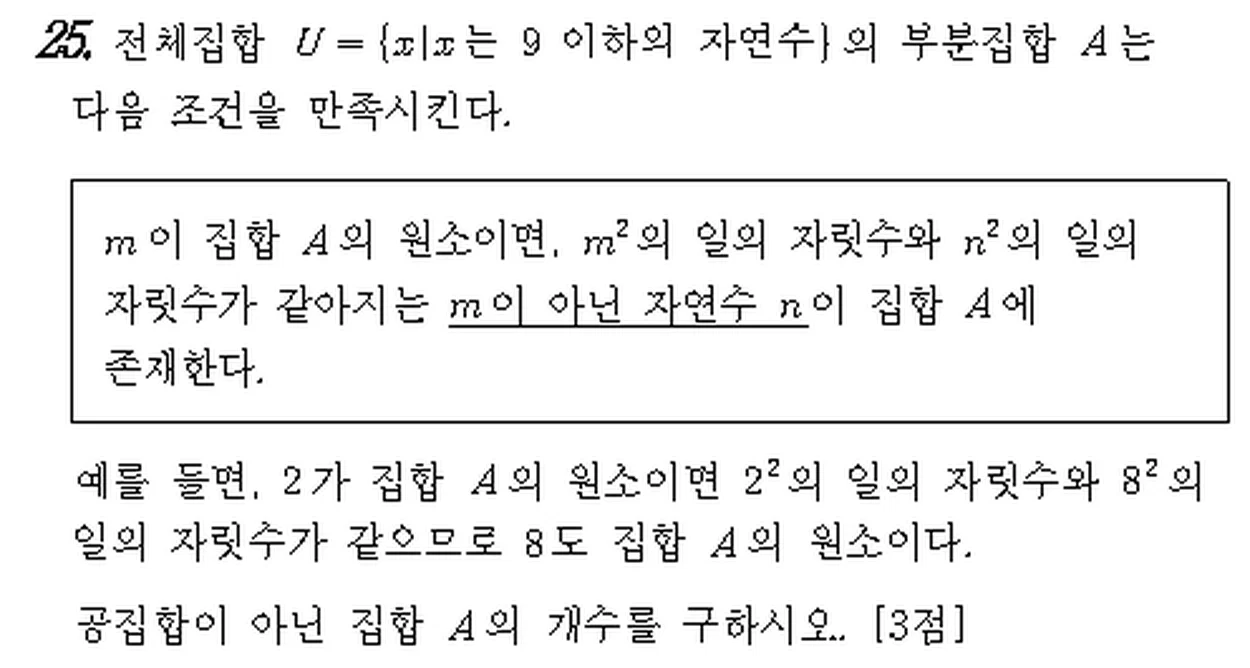 25. 전체집합 U = {x|x는 9 이하의 자연수}의 부분집합 A는
다음 조건을 만족시킨다.
m이 집합 A의 원소이면, m²의 일의 자릿수와 n²의 일의
자릿수가 같아지는 m이 아닌 자연수 n이 집합 A에
존재한다.
예를 들면, 2가 집합 A의 원소이면 2²의 일의 자릿수와 8²의
일의 자릿수가 같으므로 8도 집합 A의 원소이다.
공집합이 아닌 집합 A의 개수를 구하시오. [3점]